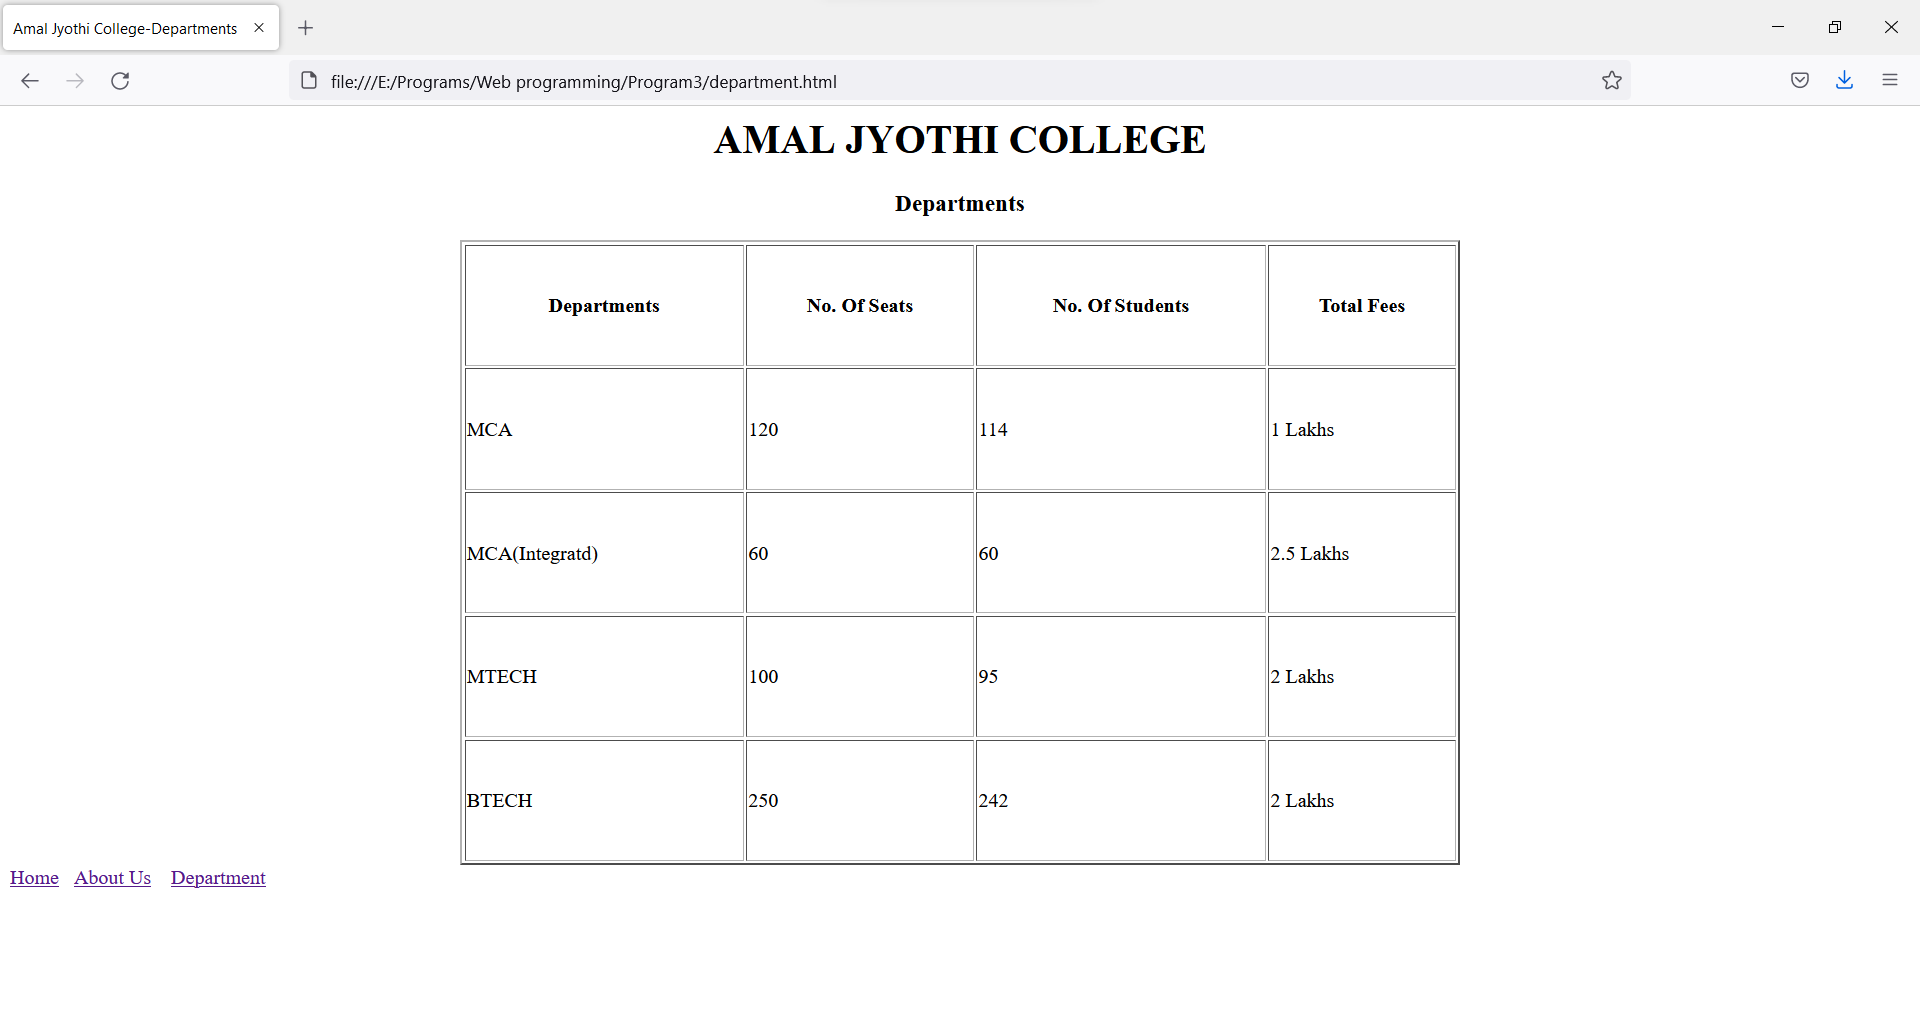 Amal Jyothi College-Departments
file:///E:/Programs/Web programming/Program3/department.html
AMAL JYOTHI COLLEGE
Departments
Departments No. Of Seats No. Of Students Total Fees
MCA 120 114 1 Lakhs
MCA(Integratd) 60 60 2.5 Lakhs
MTECH 100 95 2 Lakhs
BTECH 250 242 2 Lakhs
Home About Us Department